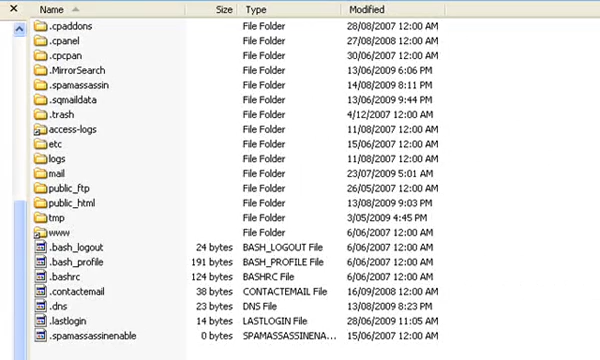 Name Size Type Modified
.cpaddons File Folder 28/08/2007 12:00 AM
.cpanel File Folder 27/08/2008 12:00 AM
.cpcpan File Folder 30/06/2007 12:00 AM
.MirrorSearch File Folder 13/06/2009 6:06 PM
.spamassassin File Folder 14/08/2009 8:11 PM
.sqmaildata File Folder 13/06/2009 9:44 PM
.trash File Folder 4/12/2007 12:00 AM
access-logs File Folder 11/08/2007 12:00 AM
etc File Folder 15/06/2007 12:00 AM
logs File Folder 11/08/2007 12:00 AM
mail File Folder 23/07/2009 5:01 AM
public_ftp File Folder 26/05/2007 12:00 AM
public_html File Folder 13/08/2009 9:03 PM
tmp File Folder 3/05/2009 4:45 PM
www File Folder 6/06/2007 12:00 AM
.bash_logout 24 bytes BASH_LOGOUT File 6/06/2007 12:00 AM
.bash_profile 191 bytes BASH_PROFILE File 6/06/2007 12:00 AM
.bashrc 124 bytes BASHRC File 6/06/2007 12:00 AM
.contactemail 38 bytes CONTACTEMAIL File 16/09/2008 12:00 AM
.dns 23 bytes DNS File 13/08/2009 8:23 PM
.lastlogin 14 bytes LASTLOGIN File 28/06/2009 11:05 AM
.spamassassinenable 0 bytes SPAMASSASSINENA... 15/06/2007 12:00 AM